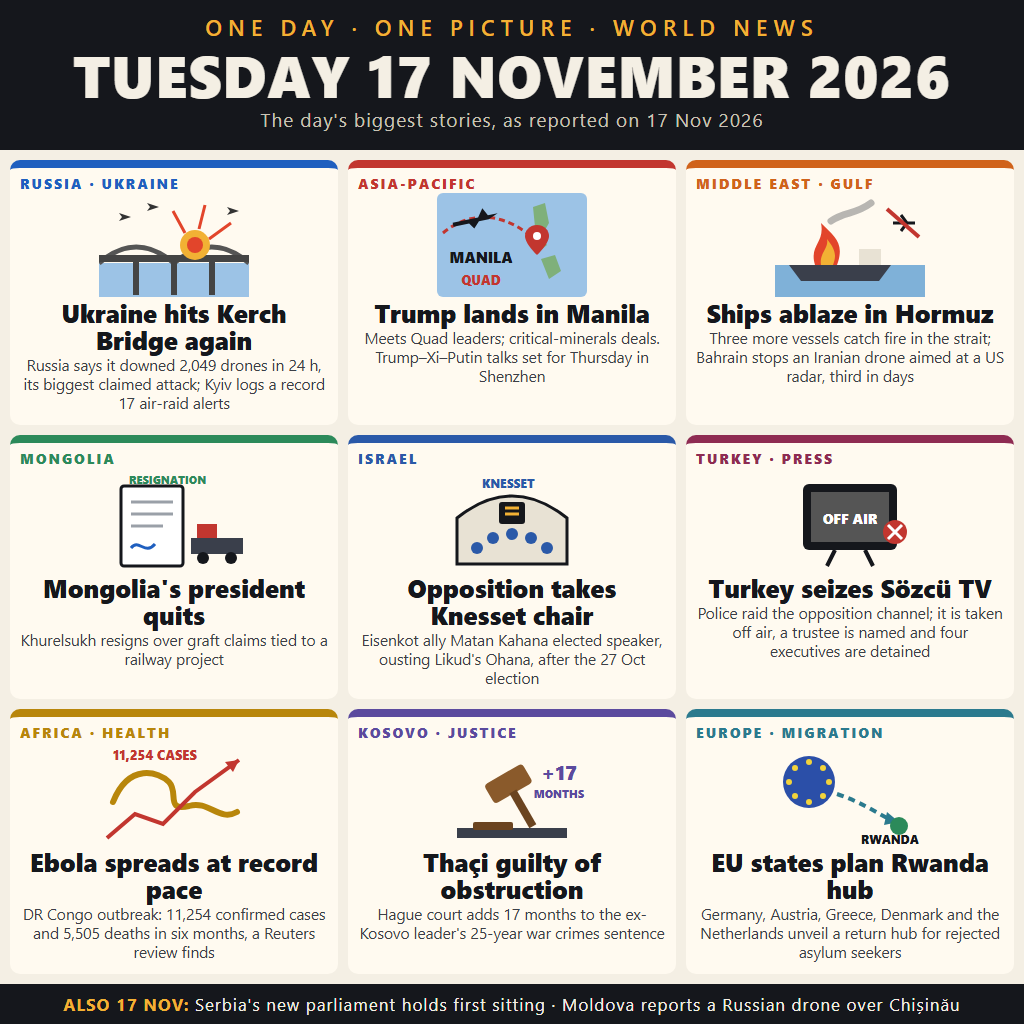 ONE DAY · ONE PICTURE · WORLD NEWS
TUESDAY 17 NOVEMBER 2026
The day's biggest stories, as reported on 17 Nov 2026
RUSSIA · UKRAINE
Ukraine hits Kerch
Bridge again
Russia says it downed 2,049 drones in 24 h,
its biggest claimed attack; Kyiv logs a record
17 air-raid alerts
ASIA-PACIFIC
MANILA
QUAD
Trump lands in Manila
Meets Quad leaders; critical-minerals deals.
Trump–Xi–Putin talks set for Thursday in
Shenzhen
MIDDLE EAST · GULF
Ships ablaze in Hormuz
Three more vessels catch fire in the strait;
Bahrain stops an Iranian drone aimed at a US
radar, third in days
MONGOLIA
RESIGNATION
Mongolia's president
quits
Khurelsukh resigns over graft claims tied to a
railway project
ISRAEL
KNESSET
Opposition takes
Knesset chair
Eisenkot ally Matan Kahana elected speaker,
ousting Likud's Ohana, after the 27 Oct
election
TURKEY · PRESS
OFF AIR
Turkey seizes Sözcü TV
Police raid the opposition channel; it is taken
off air, a trustee is named and four
executives are detained
AFRICA · HEALTH
11,254 CASES
Ebola spreads at record
pace
DR Congo outbreak: 11,254 confirmed cases
and 5,505 deaths in six months, a Reuters
review finds
KOSOVO · JUSTICE
+17
MONTHS
Thaçi guilty of
obstruction
Hague court adds 17 months to the ex-
Kosovo leader's 25-year war crimes sentence
EUROPE · MIGRATION
RWANDA
EU states plan Rwanda
hub
Germany, Austria, Greece, Denmark and the
Netherlands unveil a return hub for rejected
asylum seekers
ALSO 17 NOV: Serbia's new parliament holds first sitting · Moldova reports a Russian drone over Chișinău